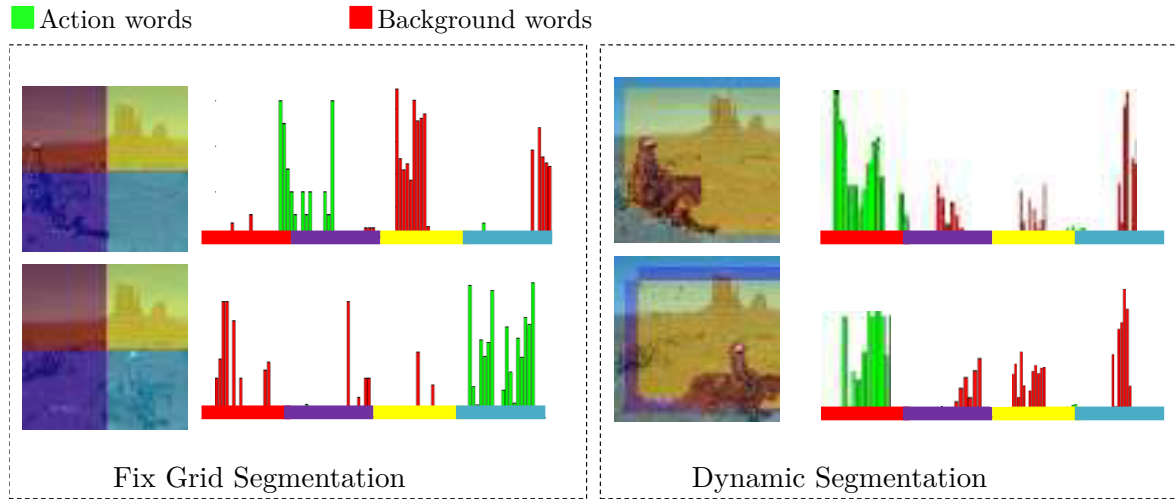 Action words
Background words
Fix Grid Segmentation
Dynamic Segmentation